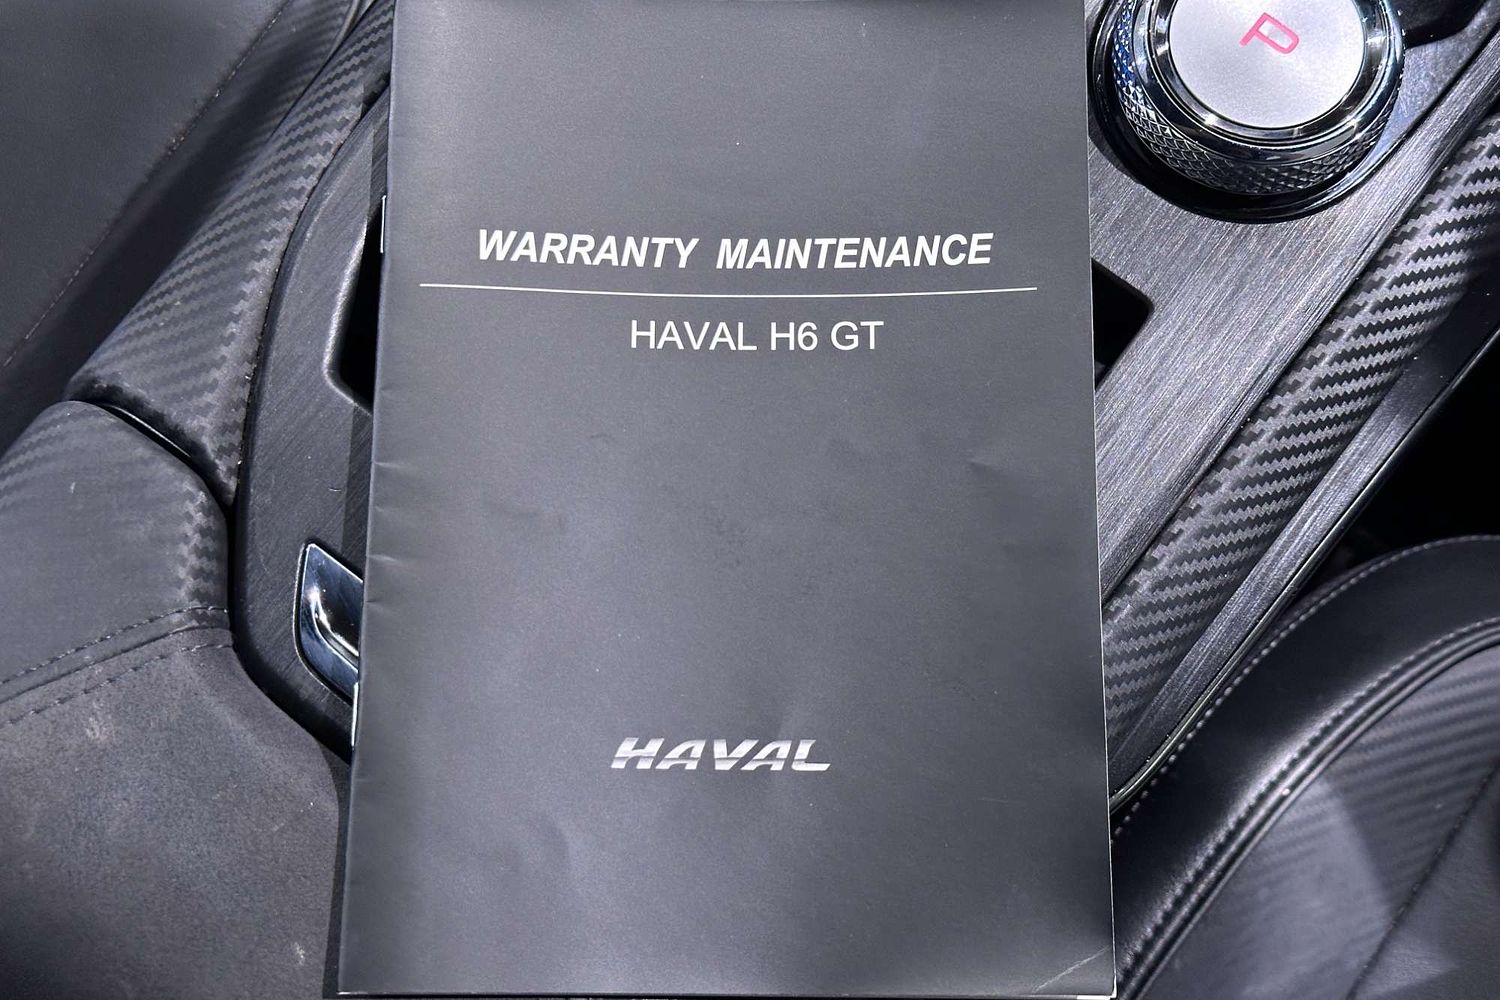 P
WARRANTY MAINTENANCE
HAVAL H6 GT
HAVAL